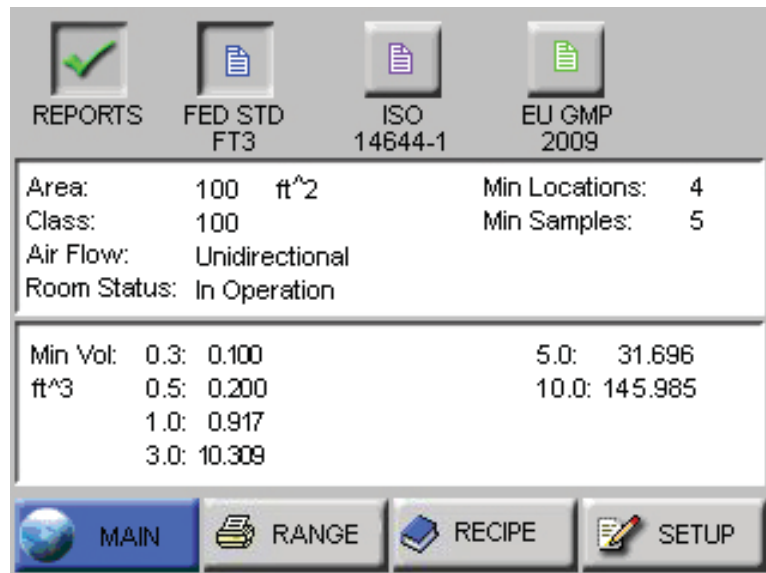 REPORTS
FED STD
FT3
ISO
14644-1
EU GMP
2009
Area: 100 ft^2 Min Locations: 4
Class: 100 Min Samples: 5
Air Flow: Unidirectional
Room Status: In Operation
Min Vol: 0.3: 0.100 5.0: 31.696
ft^3 0.5: 0.200 10.0: 145.985
1.0: 0.917
3.0: 10.309
MAIN RANGE RECIPE SETUP